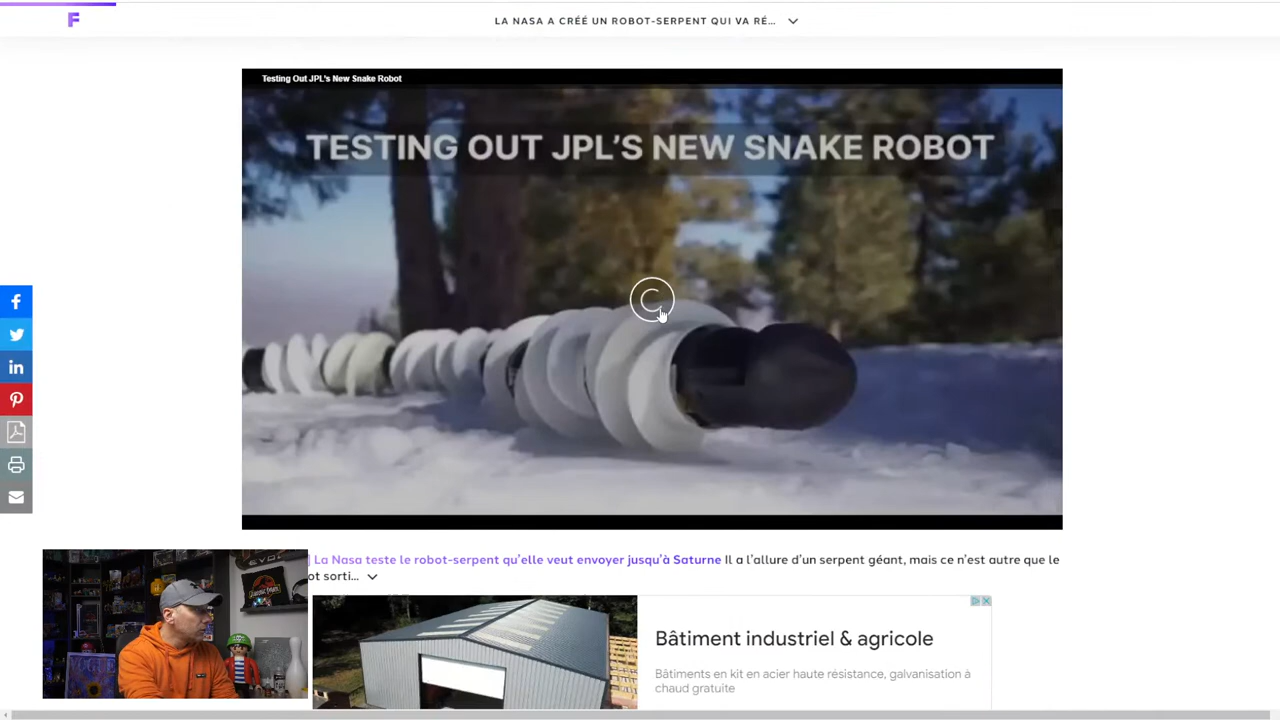 F
LA NASA A CRÉÉ UN ROBOT-SERPENT QUI VA RÉ...
Testing Out JPL's New Snake Robot
TESTING OUT JPL'S NEW SNAKE ROBOT
] La Nasa teste le robot-serpent qu'elle veut envoyer jusqu'à Saturne Il a l'allure d'un serpent géant, mais ce n'est autre que le
ot sorti...
Bâtiment industriel & agricole
Bâtiments en kit en acier haute résistance, galvanisation à
chaud gratuite
VOGUE